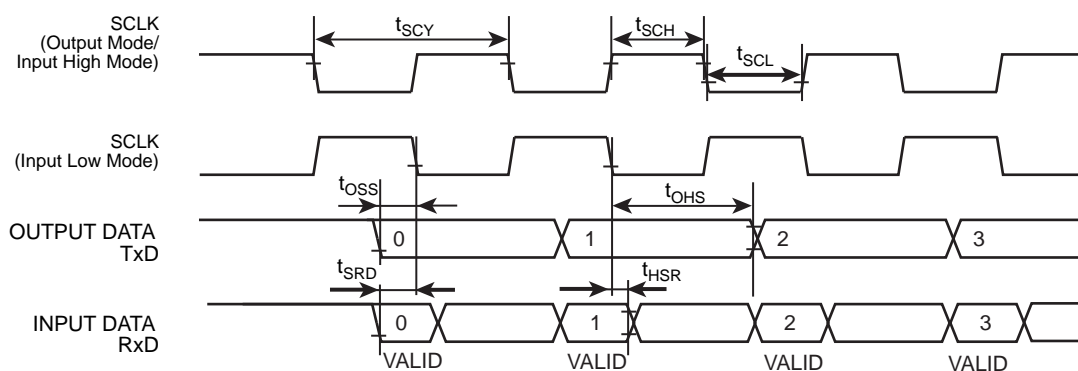 SCLK
(Output Mode/
Input High Mode)
tSCY
tSCH
tSCL
SCLK
(Input Low Mode)
tOSS
tOHS
OUTPUT DATA
TxD
0
1
2
3
tSRD
tHSR
INPUT DATA
RxD
0
1
2
3
VALID
VALID
VALID
VALID